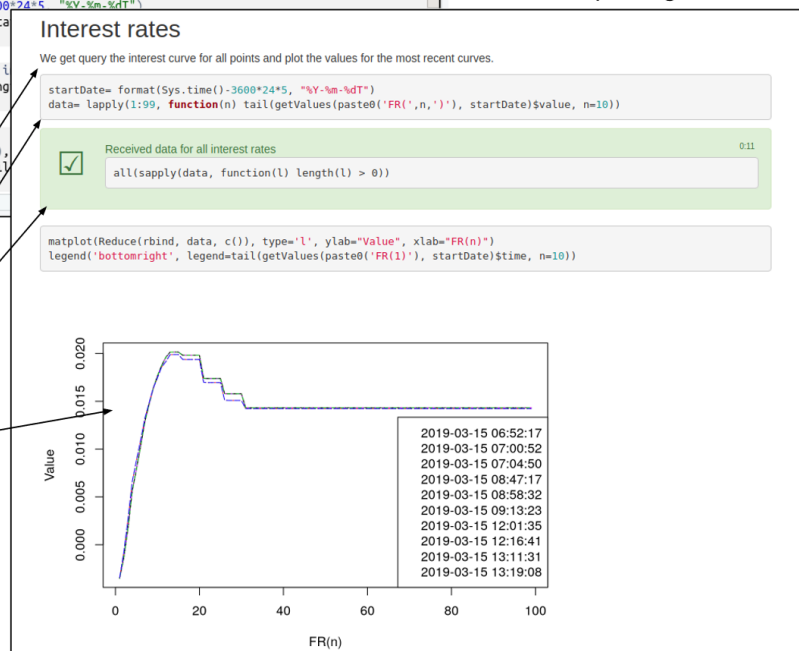 00*24*5, "%Y-%m-%dT")
Interest rates
We get query the interest curve for all points and plot the values for the most recent curves.
startDate= format(Sys.time()-3600*24*5, "%Y-%m-%dT")
data= lapply(1:99, function(n) tail(getValues(paste0('FR(',n,')'), startDate)$value, n=10))
Received data for all interest rates
0:11
all(sapply(data, function(l) length(l) > 0))
matplot(Reduce(rbind, data, c()), type='l', ylab="Value", xlab="FR(n)")
legend('bottomright', legend=tail(getValues(paste0('FR(1)'), startDate)$time, n=10))
0.020
0.015
0.010
0.005
0.000
Value
2019-03-15 06:52:17
2019-03-15 07:00:52
2019-03-15 07:04:50
2019-03-15 08:47:17
2019-03-15 08:58:32
2019-03-15 09:13:23
2019-03-15 12:01:35
2019-03-15 12:16:41
2019-03-15 13:11:31
2019-03-15 13:19:08
0 20 40 60 80 100
FR(n)